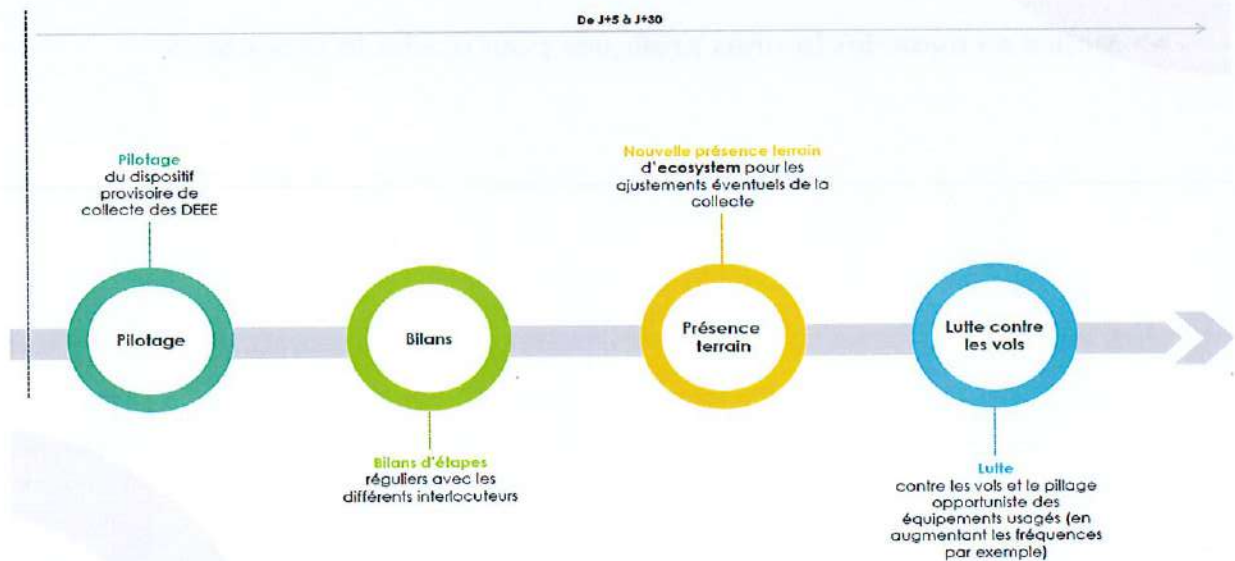 De J+5 à J+30
Pilotage
du dispositif
provisoire de
collecte des DEEE
Nouvelle présence terrain
d'ecosystem pour les
ajustements éventuels de la
collecte
Pilotage
Bilans
Présence
terrain
Lutte contre
les vols
Bilans d'étapes
réguliers avec les
différents interlocuteurs
Lutte
contre les vols et le pillage
opportuniste des
équipements usagés (en
augmentant les fréquences
par exemple)